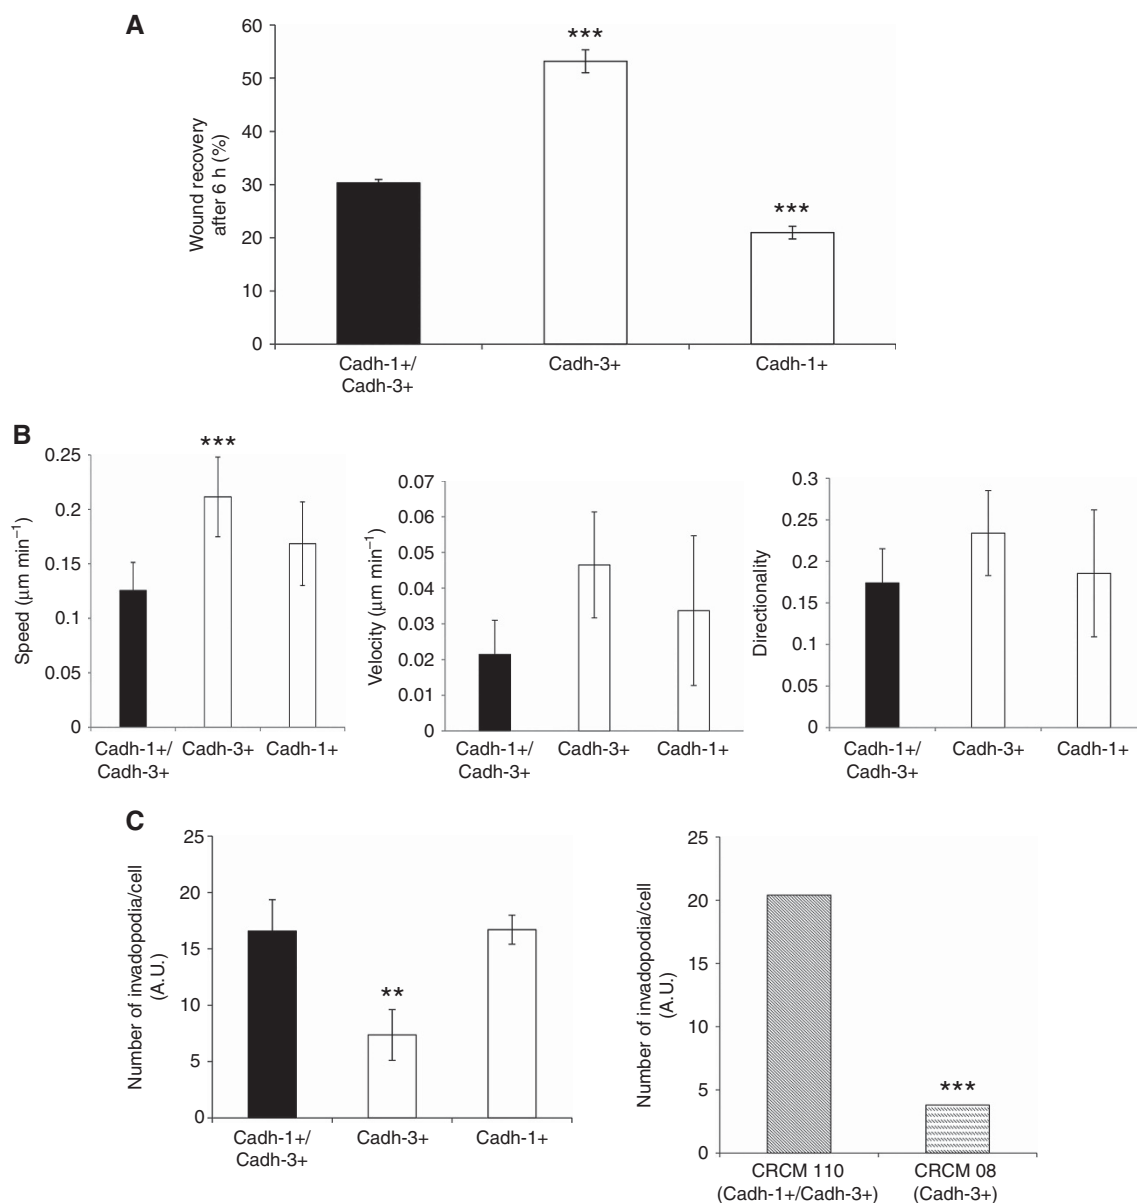 A
Wound recovery
after 6 h (%)
60
50
40
30
20
10
0
***
***
Cadh-1+/
Cadh-3+
Cadh-3+
Cadh-1+
B
Speed (µm min−1)
0.25
0.2
0.15
0.1
0.05
0
***
Cadh-1+/
Cadh-3+
Cadh-3+
Cadh-1+
Velocity (µm min−1)
0.07
0.06
0.05
0.04
0.03
0.02
0.01
0
Cadh-1+/
Cadh-3+
Cadh-3+
Cadh-1+
Directionality
0.3
0.25
0.2
0.15
0.1
0.05
0
Cadh-1+/
Cadh-3+
Cadh-3+
Cadh-1+
C
Number of invadopodia/cell
(A.U.)
25
20
15
10
5
0
**
Cadh-1+/
Cadh-3+
Cadh-3+
Cadh-1+
Number of invadopodia/cell
(A.U.)
25
20
15
10
5
0
***
CRCM 110
(Cadh-1+/Cadh-3+)
CRCM 08
(Cadh-3+)